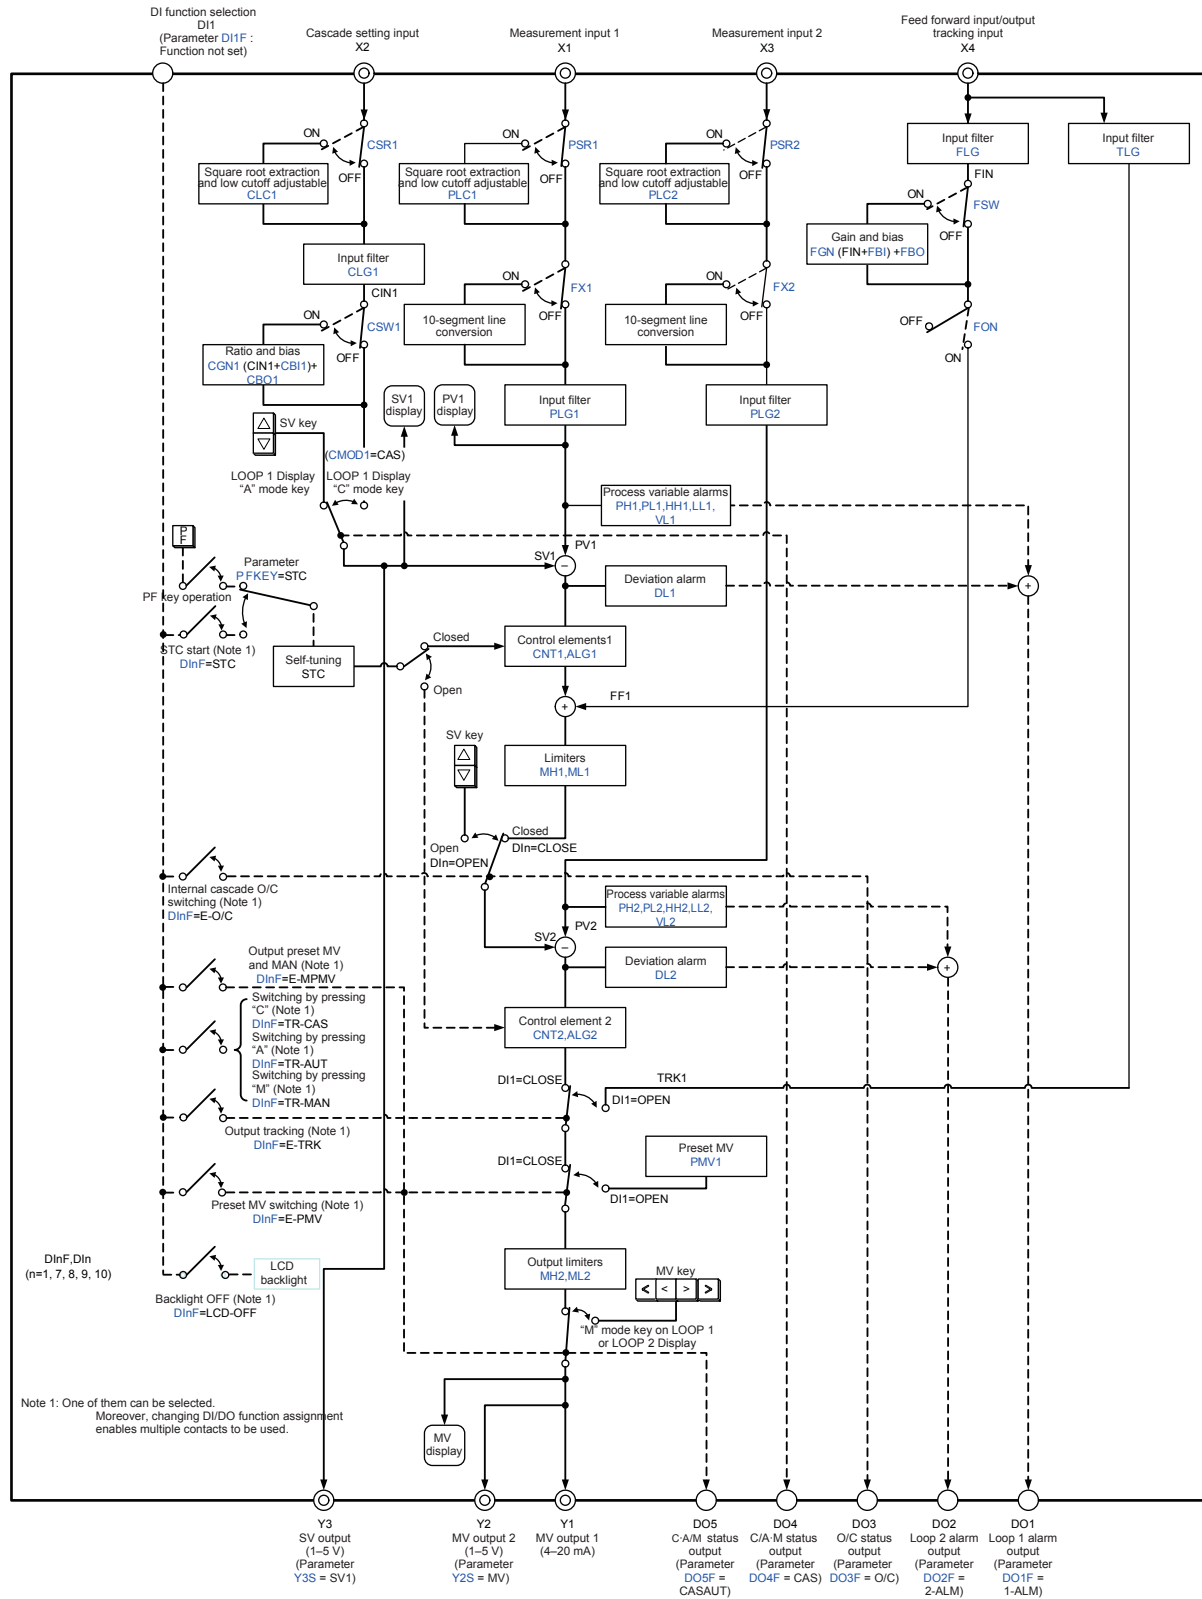 DI function selection
DI1
(Parameter DI1F :
Function not set)
Cascade setting input
X2
Measurement input 1
X1
Measurement input 2
X3
Feed forward input/output
tracking input
X4
ON
CSR1
OFF
Square root extraction
and low cutoff adjustable
CLC1
ON
PSR1
OFF
Square root extraction
and low cutoff adjustable
PLC1
ON
PSR2
OFF
Square root extraction
and low cutoff adjustable
PLC2
Input filter
FLG
Input filter
TLG
FIN
ON
FSW
OFF
Gain and bias
FGN (FIN+FBI) +FBO
Input filter
CLG1
CIN1
ON
CSW1
OFF
Ratio and bias
CGN1 (CIN1+CBI1)+
CBO1
ON
FX1
OFF
10-segment line
conversion
ON
FX2
OFF
10-segment line
conversion
OFF
FON
ON
SV1
display
PV1
display
Input filter
PLG1
Input filter
PLG2
SV key
(CMOD1=CAS)
LOOP 1 Display
“A” mode key
LOOP 1 Display
“C” mode key
Process variable alarms
PH1,PL1,HH1,LL1,
VL1
P
F
PV1
SV1
–
Parameter
PFKEY=STC
PF key operation
Deviation alarm
DL1
+
STC start (Note 1)
DInF=STC
Self-tuning
STC
Closed
Open
Control elements1
CNT1,ALG1
+
FF1
SV key
Limiters
MH1,ML1
Closed
DIn=CLOSE
Open
DIn=OPEN
Internal cascade O/C
switching (Note 1)
DInF=E-O/C
Process variable alarms
PH2,PL2,HH2,LL2,
VL2
PV2
SV2
–
Deviation alarm
DL2
+
Output preset MV
and MAN (Note 1)
DInF=E-MPMV
Switching by pressing
“C” (Note 1)
DInF=TR-CAS
Switching by pressing
“A” (Note 1)
DInF=TR-AUT
Switching by pressing
“M” (Note 1)
DInF=TR-MAN
Control element 2
CNT2,ALG2
DI1=CLOSE
TRK1
DI1=OPEN
Output tracking (Note 1)
DInF=E-TRK
DI1=CLOSE
Preset MV
PMV1
DI1=OPEN
Preset MV switching (Note 1)
DInF=E-PMV
DInF,DIn
(n=1, 7, 8, 9, 10)
LCD
backlight
Backlight OFF (Note 1)
DInF=LCD-OFF
Output limiters
MH2,ML2
MV key
< < > >
“M” mode key on LOOP 1
or LOOP 2 Display
Note 1: One of them can be selected.
Moreover, changing DI/DO function assignment
enables multiple contacts to be used.
MV
display
Y3
SV output
(1–5 V)
(Parameter
Y3S = SV1)
Y2
MV output 2
(1–5 V)
(Parameter
Y2S = MV)
Y1
MV output 1
(4–20 mA)
DO5
C·A/M status
output
(Parameter
DO5F =
CASAUT)
DO4
C/A·M status
output
(Parameter
DO4F = CAS)
DO3
O/C status
output
(Parameter
DO3F = O/C)
DO2
Loop 2 alarm
output
(Parameter
DO2F =
2-ALM)
DO1
Loop 1 alarm
output
(Parameter
DO1F =
1-ALM)